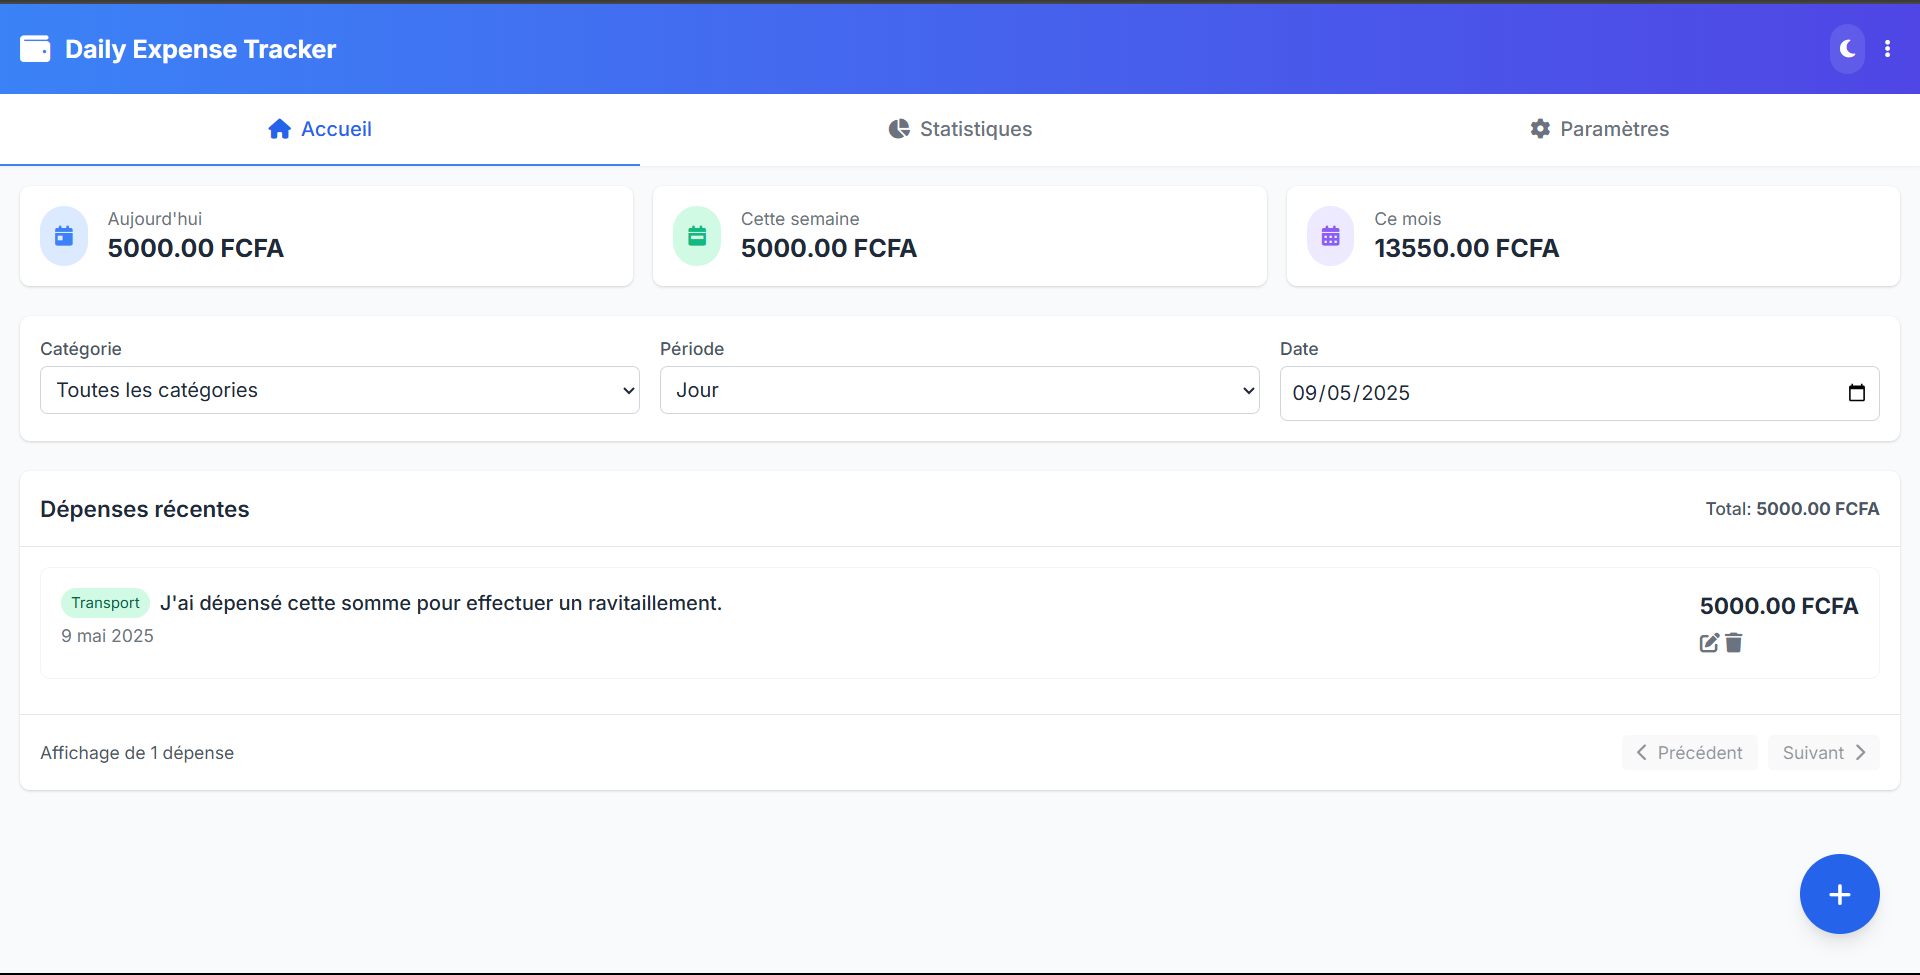 Daily Expense Tracker
Accueil
Statistiques
Paramètres
Aujourd'hui
5000.00 FCFA
Cette semaine
5000.00 FCFA
Ce mois
13550.00 FCFA
Catégorie
Toutes les catégories
Période
Jour
Date
09/05/2025
Dépenses récentes
Total: 5000.00 FCFA
Transport J'ai dépensé cette somme pour effectuer un ravitaillement.
9 mai 2025
5000.00 FCFA
Affichage de 1 dépense
Précédent
Suivant